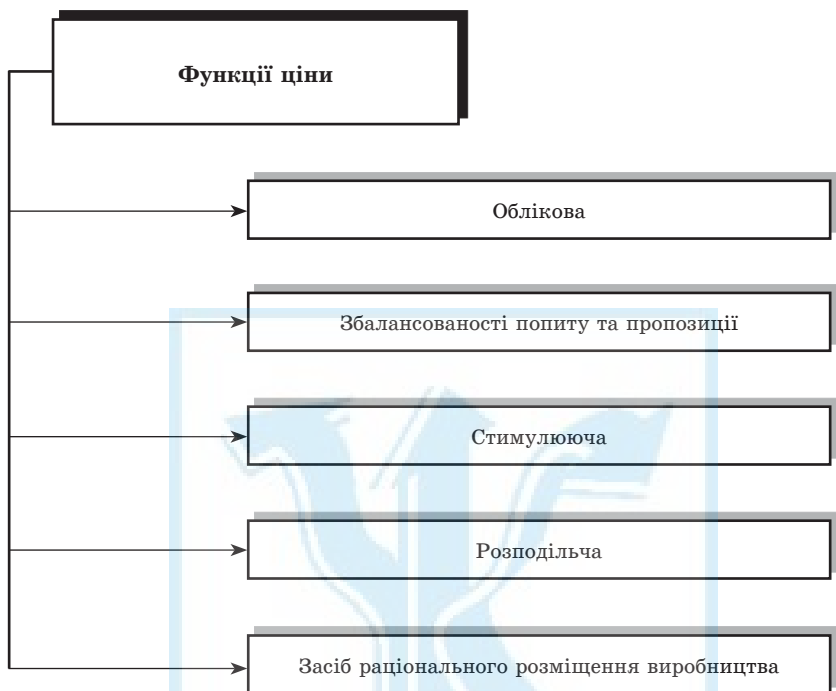 Функції ціни
Облікова
Збалансованості попиту та пропозиції
Стимулююча
Розподільча
Засіб раціонального розміщення виробництва